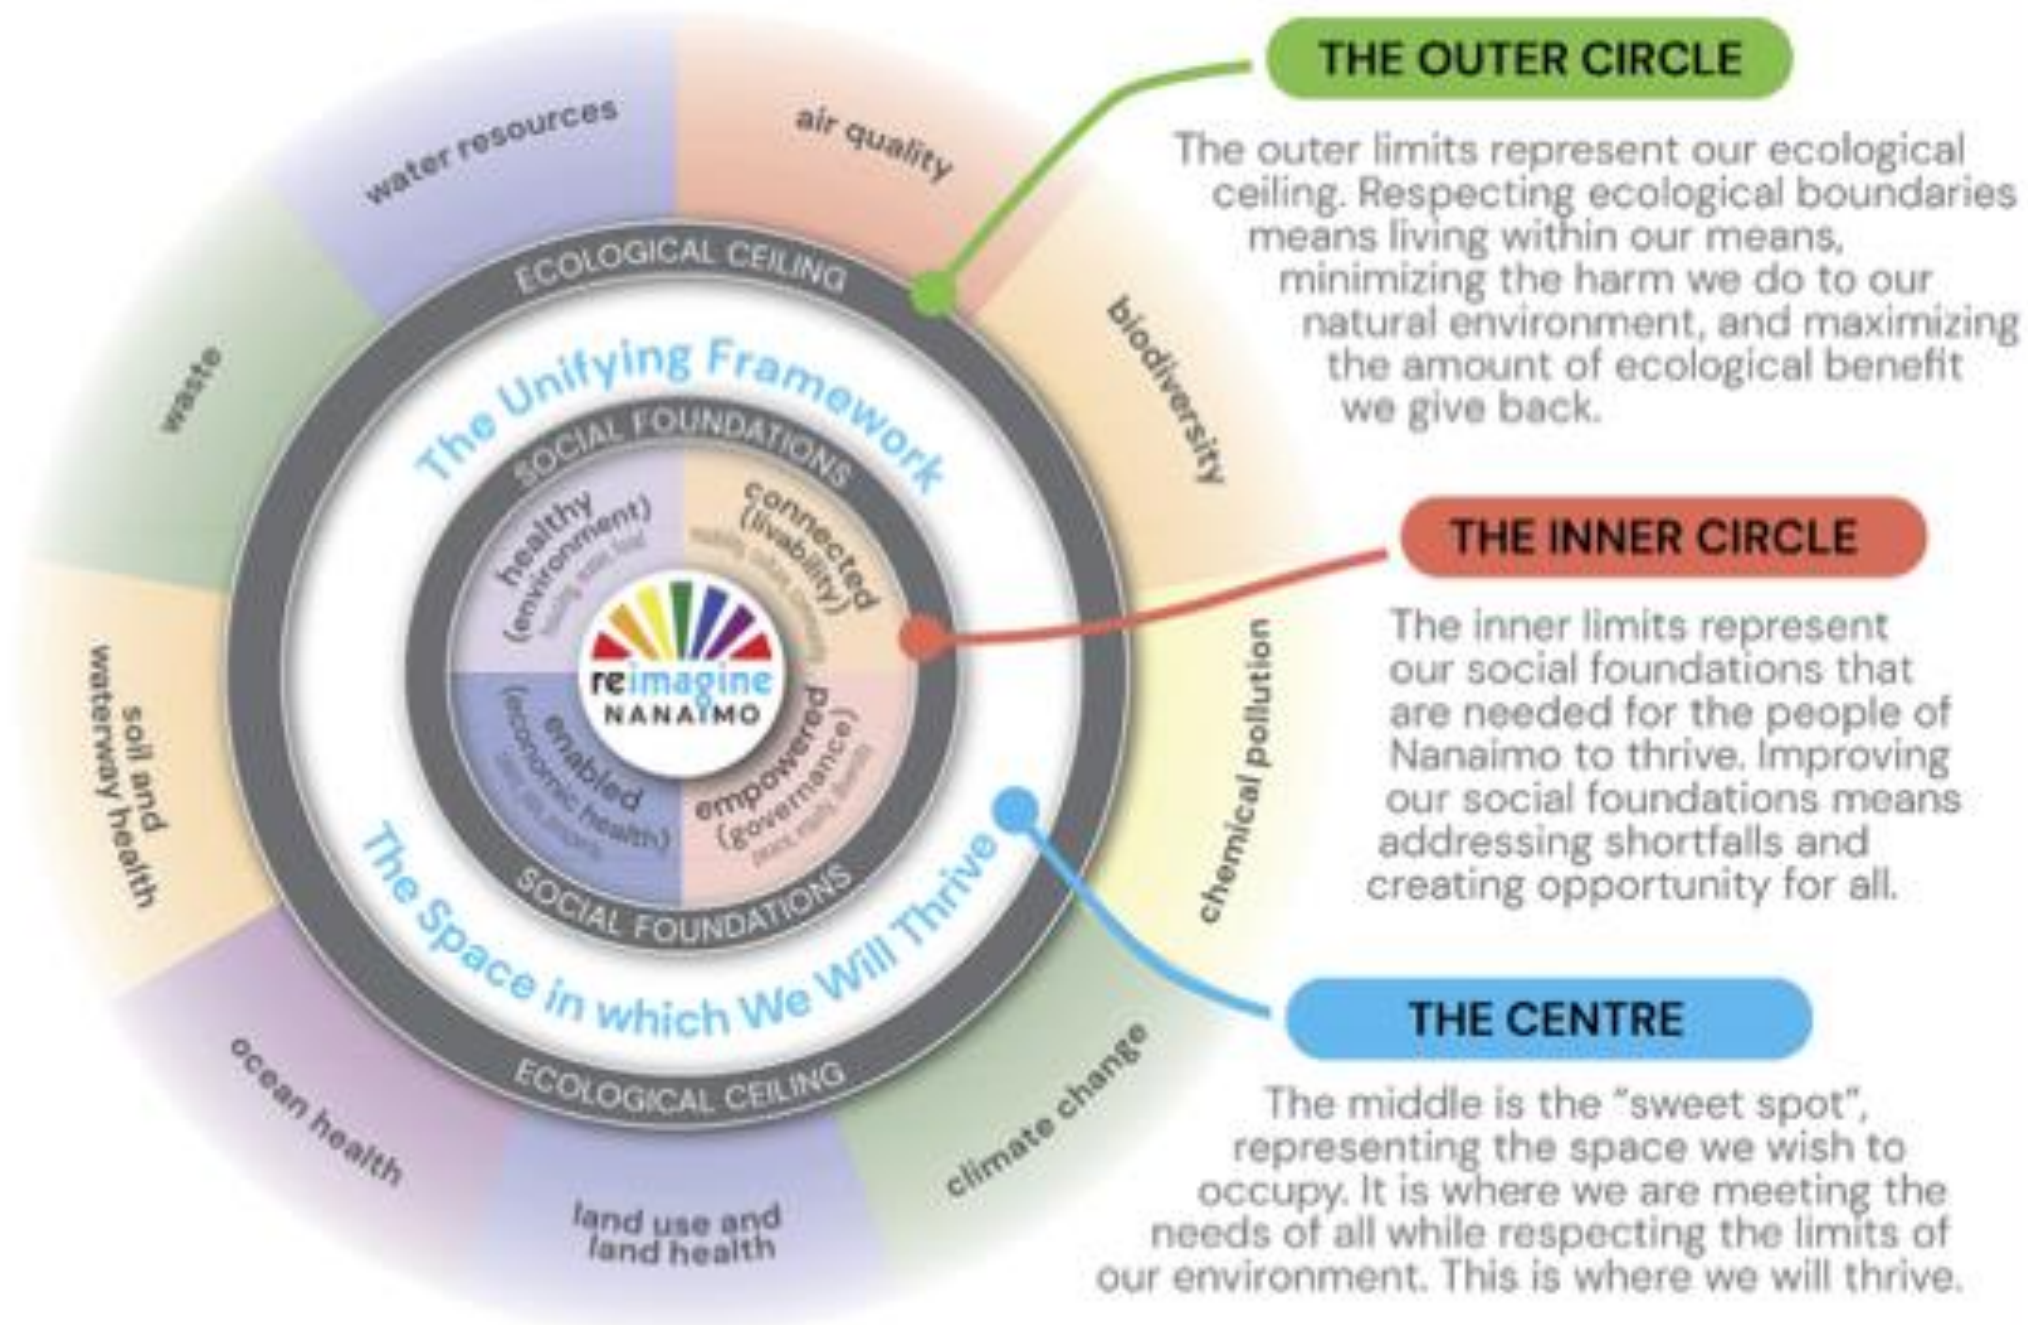 water resources
air quality
biodiversity
chemical pollution
climate change
land use and
land health
ocean health
soil and
waterway health
waste
ECOLOGICAL CEILING
The Unifying Framework
SOCIAL FOUNDATIONS
healthy
(environment)
connected
(livability)
reimagine
NANAIMO
enabled
(economic health)
empowered
(governance)
SOCIAL FOUNDATIONS
The Space in which We Will Thrive
ECOLOGICAL CEILING
THE OUTER CIRCLE
The outer limits represent our ecological
ceiling. Respecting ecological boundaries
means living within our means,
minimizing the harm we do to our
natural environment, and maximizing
the amount of ecological benefit
we give back.
THE INNER CIRCLE
The inner limits represent
our social foundations that
are needed for the people of
Nanaimo to thrive. Improving
our social foundations means
addressing shortfalls and
creating opportunity for all.
THE CENTRE
The middle is the “sweet spot”,
representing the space we wish to
occupy. It is where we are meeting the
needs of all while respecting the limits of
our environment. This is where we will thrive.